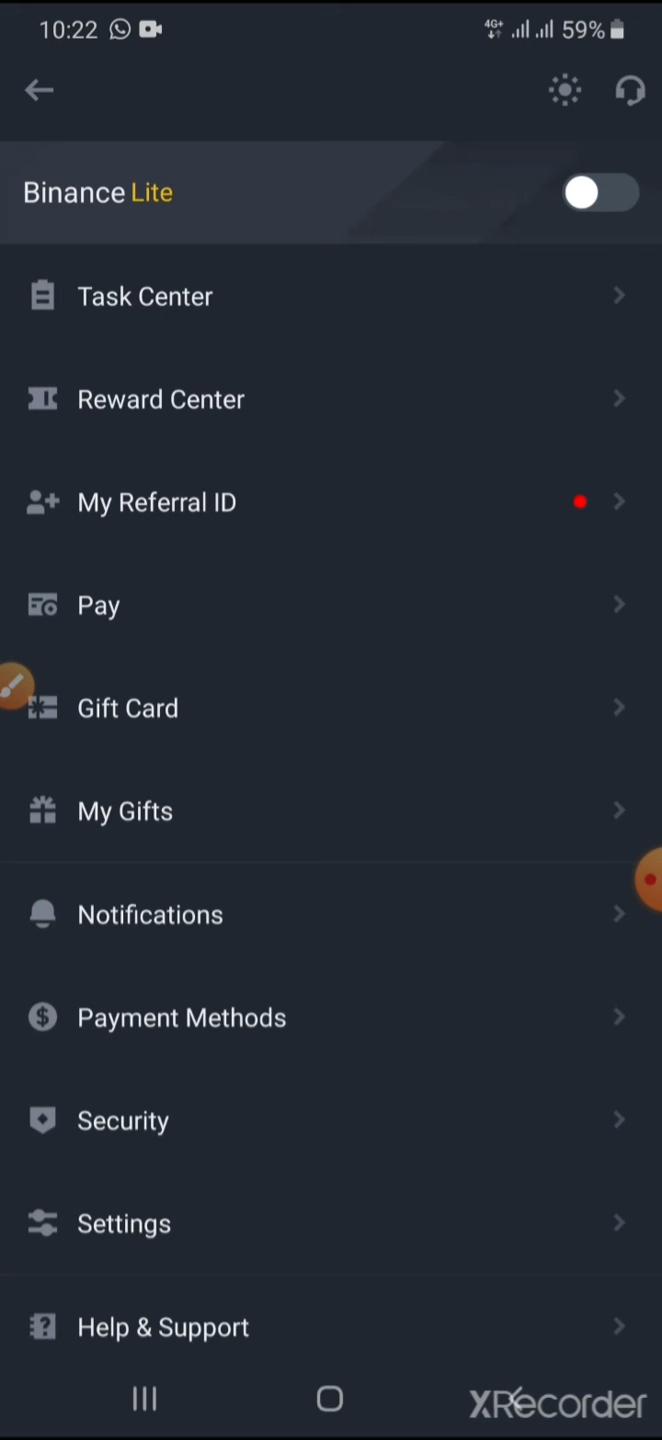 10:22 4G+ 59%
Binance Lite
Task Center
Reward Center
My Referral ID
Pay
Gift Card
My Gifts
Notifications
Payment Methods
Security
Settings
Help & Support
XRecorder